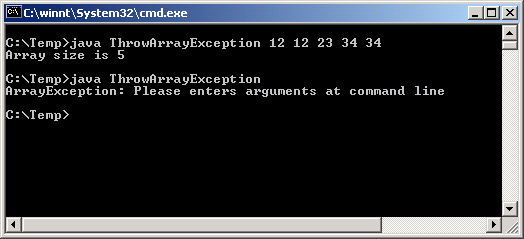 C:\winnt\System32\cmd.exe
C:\Temp>java ThrowArrayException 12 12 23 34 34
Array size is 5
C:\Temp>java ThrowArrayException
ArrayException: Please enters arguments at command line
C:\Temp>